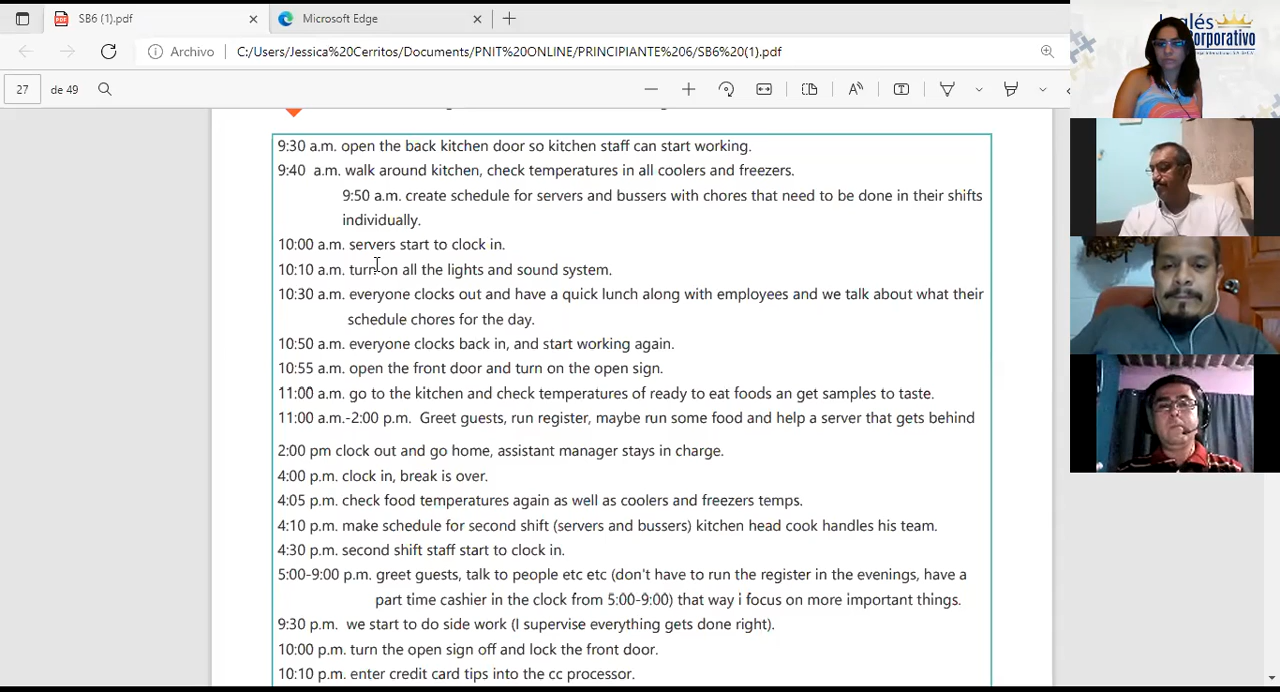 SB6 (1).pdf
Microsoft Edge
Archivo
C:/Users/Jessica%20Cerritos/Documents/PNIT%20ONLINE/PRINCIPIANTE%206/SB6%20(1).pdf
27 de 49
9:30 a.m. open the back kitchen door so kitchen staff can start working.
9:40 a.m. walk around kitchen, check temperatures in all coolers and freezers.
9:50 a.m. create schedule for servers and bussers with chores that need to be done in their shifts
individually.
10:00 a.m. servers start to clock in.
10:10 a.m. turn on all the lights and sound system.
10:30 a.m. everyone clocks out and have a quick lunch along with employees and we talk about what their
schedule chores for the day.
10:50 a.m. everyone clocks back in, and start working again.
10:55 a.m. open the front door and turn on the open sign.
11:00 a.m. go to the kitchen and check temperatures of ready to eat foods an get samples to taste.
11:00 a.m.-2:00 p.m. Greet guests, run register, maybe run some food and help a server that gets behind
2:00 pm clock out and go home, assistant manager stays in charge.
4:00 p.m. clock in, break is over.
4:05 p.m. check food temperatures again as well as coolers and freezers temps.
4:10 p.m. make schedule for second shift (servers and bussers) kitchen head cook handles his team.
4:30 p.m. second shift staff start to clock in.
5:00-9:00 p.m. greet guests, talk to people etc etc (don't have to run the register in the evenings, have a
part time cashier in the clock from 5:00-9:00) that way i focus on more important things.
9:30 p.m. we start to do side work (I supervise everything gets done right).
10:00 p.m. turn the open sign off and lock the front door.
10:10 p.m. enter credit card tips into the cc processor.